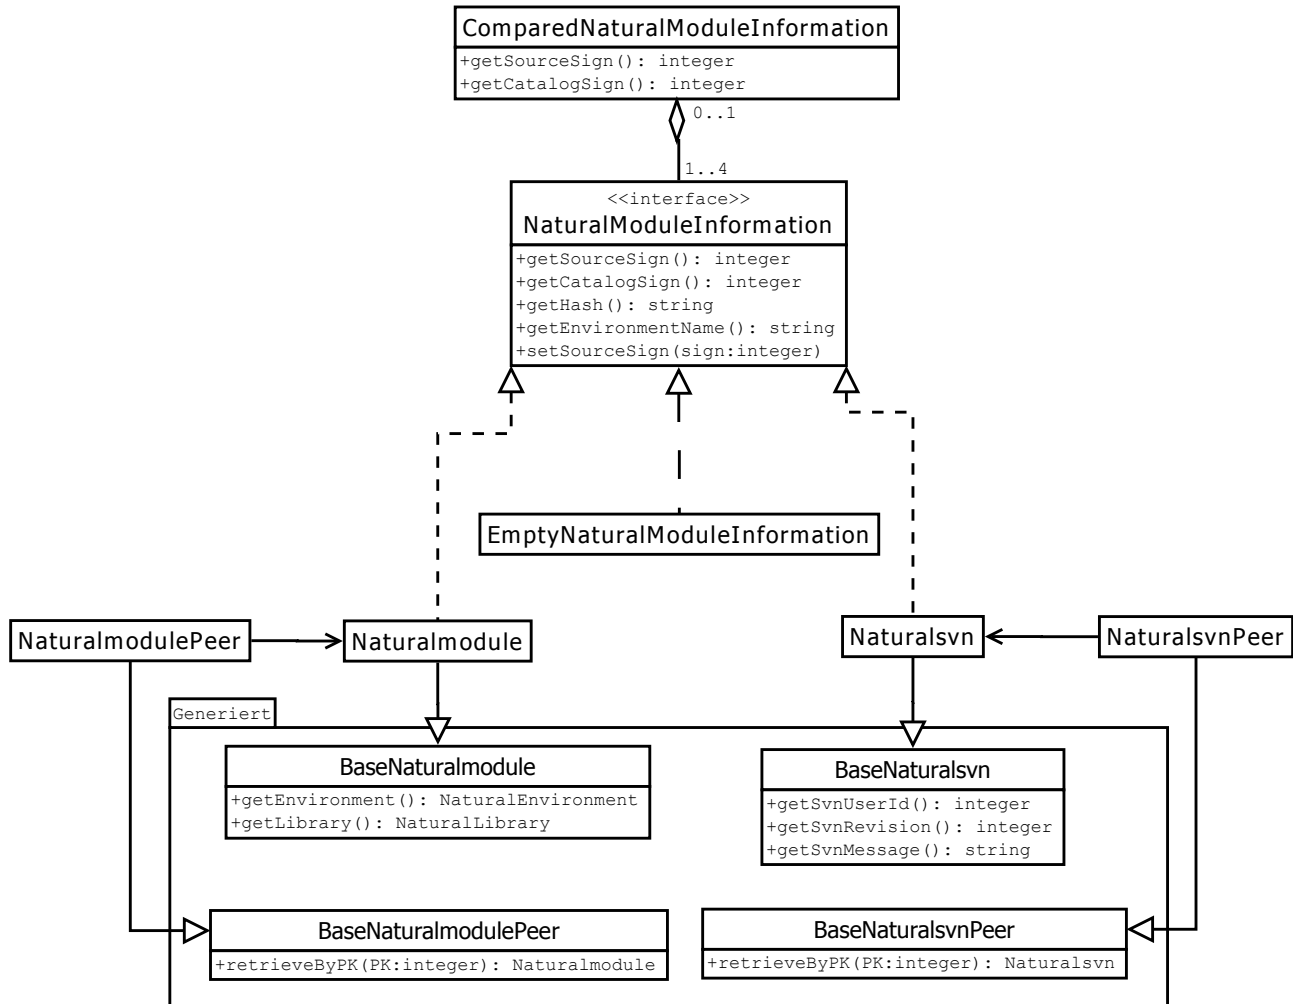 ComparedNaturalModuleInformation
+getSourceSign(): integer
+getCatalogSign(): integer
0..1
1..4
<<interface>>
NaturalModuleInformation
+getSourceSign(): integer
+getCatalogSign(): integer
+getHash(): string
+getEnvironmentName(): string
+setSourceSign(sign:integer)
EmptyNaturalModuleInformation
NaturalmodulePeer
Naturalmodule
Naturalsvn
NaturalsvnPeer
Generiert
BaseNaturalmodule
+getEnvironment(): NaturalEnvironment
+getLibrary(): NaturalLibrary
BaseNaturalsvn
+getSvnUserId(): integer
+getSvnRevision(): integer
+getSvnMessage(): string
BaseNaturalmodulePeer
+retrieveByPK(PK:integer): Naturalmodule
BaseNaturalsvnPeer
+retrieveByPK(PK:integer): Naturalsvn